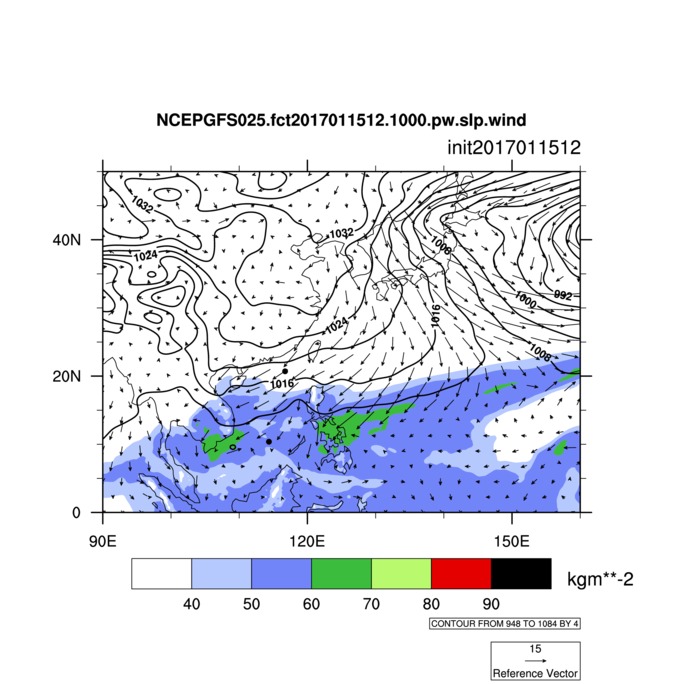 NCEPGFS025.fct2017011512.1000.pw.slp.wind
init2017011512
1032
1032
1024
1008
40N
1000
992
1016
1024
1008
20N
1016
0
90E 120E 150E
kgm**-2
40 50 60 70 80 90
CONTOUR FROM 948 TO 1084 BY 4
15
Reference Vector